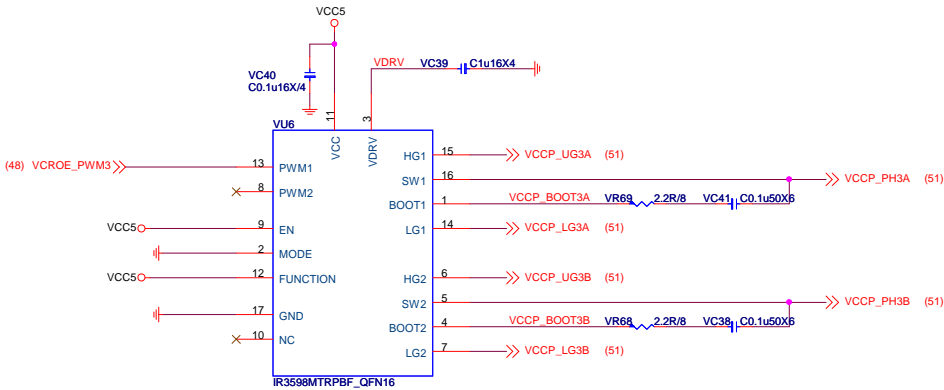 VCC5
VC40
C0.1u16X/4
VDRV
VC39
C1u16X4
VU6
11
3
VCC
VDRV
(48) VCROE_PWM3
13
PWM1
HG1
15
VCCP_UG3A (51)
8
PWM2
SW1
16
VCCP_PH3A (51)
BOOT1
1
VCCP_BOOT3A
VR69
2.2R/8
VC41
C0.1u50X6
VCC5
9
EN
LG1
14
VCCP_LG3A (51)
2
MODE
VCC5
12
FUNCTION
HG2
6
VCCP_UG3B (51)
SW2
5
VCCP_PH3B (51)
17
GND
BOOT2
4
VCCP_BOOT3B
VR68
2.2R/8
VC38
C0.1u50X6
10
NC
LG2
7
VCCP_LG3B (51)
IR3598MTRPBF_QFN16